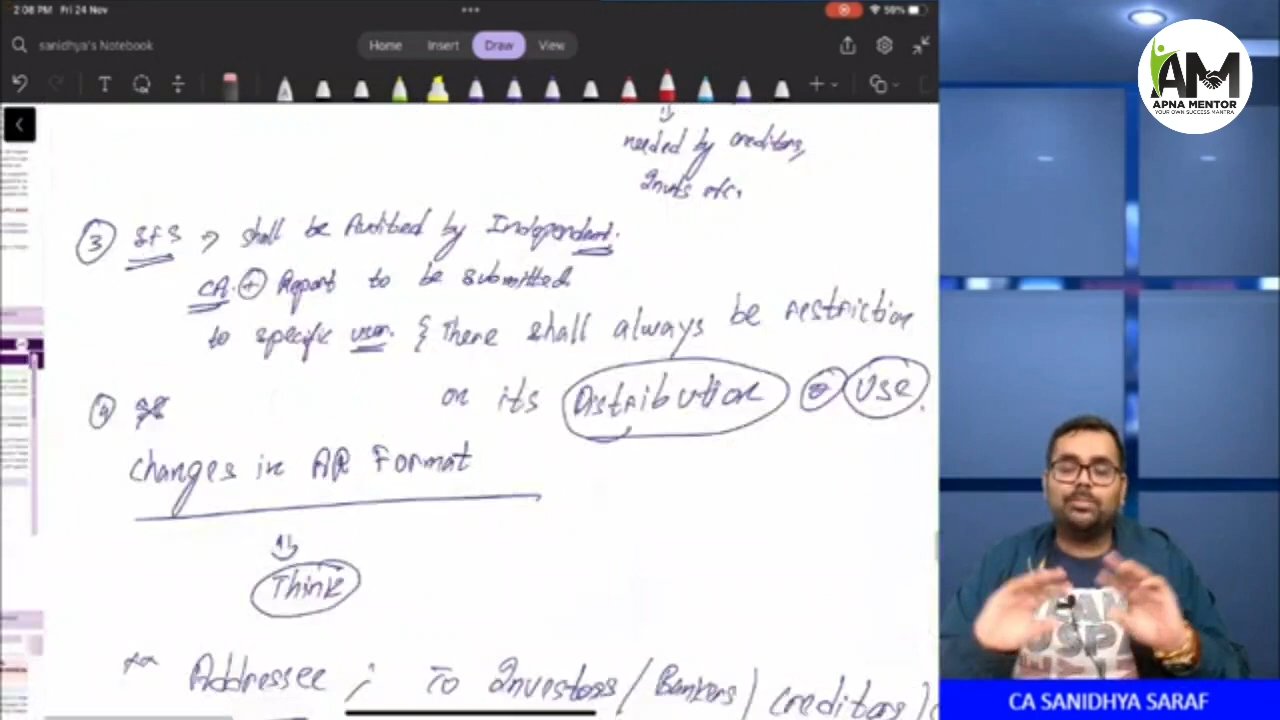 2:08 PM Fri 24 Nov
59%
sanidhya's Notebook
Home Insert Draw View
AM
APNA MENTOR
YOUR OWN SUCCESS MANTRA
needed by creditors,
etc.
③ SFS → shall be Audited by Independent.
CA. + Report to be submitted
to specific user. { There shall always be restriction
on its Distribution Use.
④
Changes in AR Format
Think
** Addressee ; To Investors / Bankers / creditors /
CA SANIDHYA SARAF